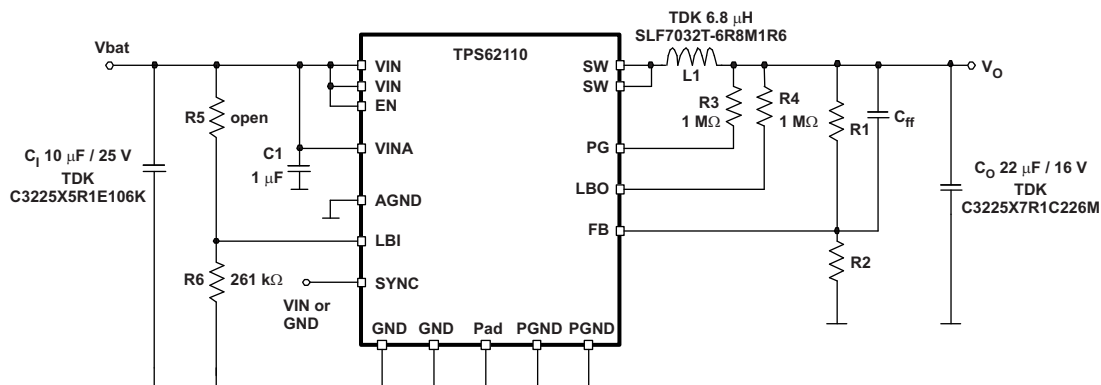 TDK 6.8 μH
SLF7032T-6R8M1R6
Vbat
TPS62110
VIN
SW
L1
VO
VIN
SW
EN
R5
open
R3
1 MΩ
R4
1 MΩ
R1
Cff
C1
1 μF
VINA
PG
CI 10 μF / 25 V
TDK
C3225X5R1E106K
CO 22 μF / 16 V
TDK
C3225X7R1C226M
AGND
LBO
LBI
FB
R6
261 kΩ
SYNC
R2
VIN or
GND
GND
GND
Pad
PGND
PGND